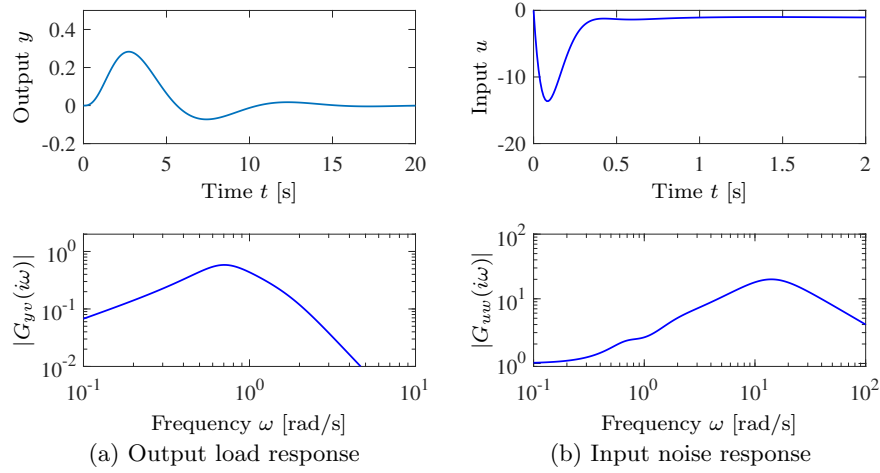 0.4
0.2
0
-0.2
Output y
0 5 10 15 20
Time t [s]
0
-10
-20
Input u
0 0.5 1 1.5 2
Time t [s]
10^0
10^-1
10^-2
|G_yv(iω)|
10^-1 10^0 10^1
Frequency ω [rad/s]
(a) Output load response
10^2
10^1
10^0
|G_uw(iω)|
10^-1 10^0 10^1 10^2
Frequency ω [rad/s]
(b) Input noise response